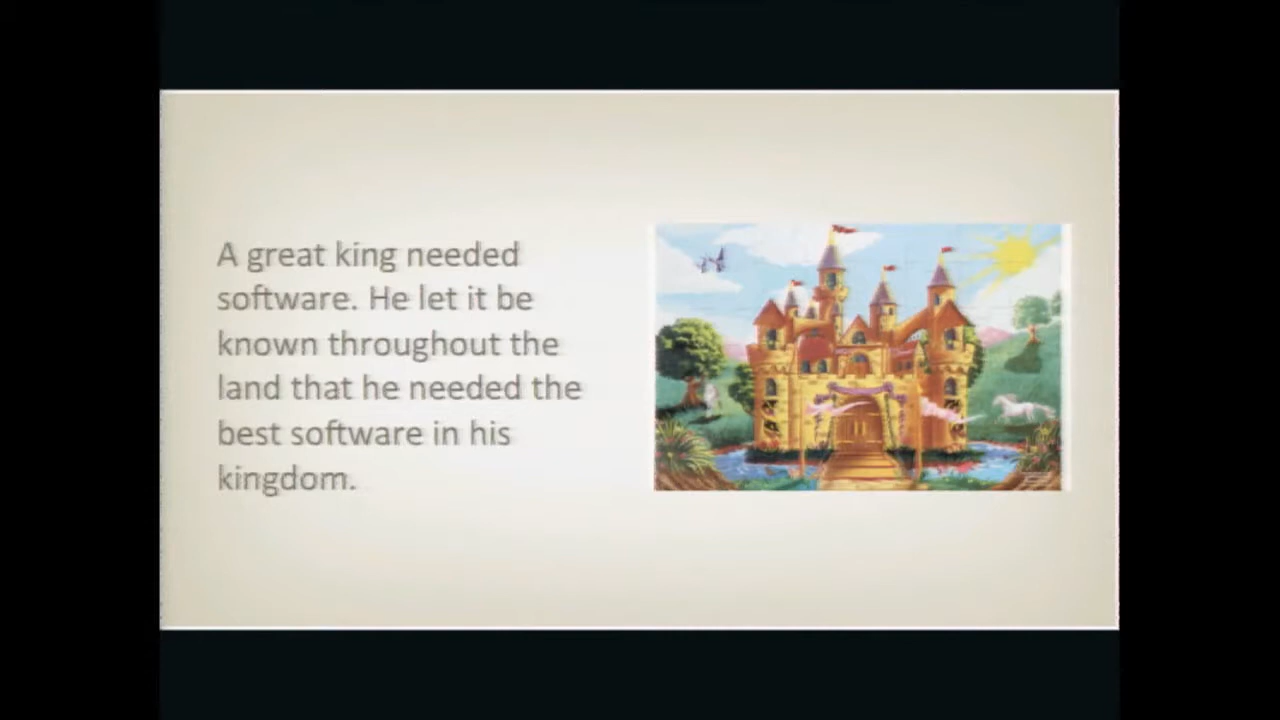 A great king needed
software. He let it be
known throughout the
land that he needed the
best software in his
kingdom.